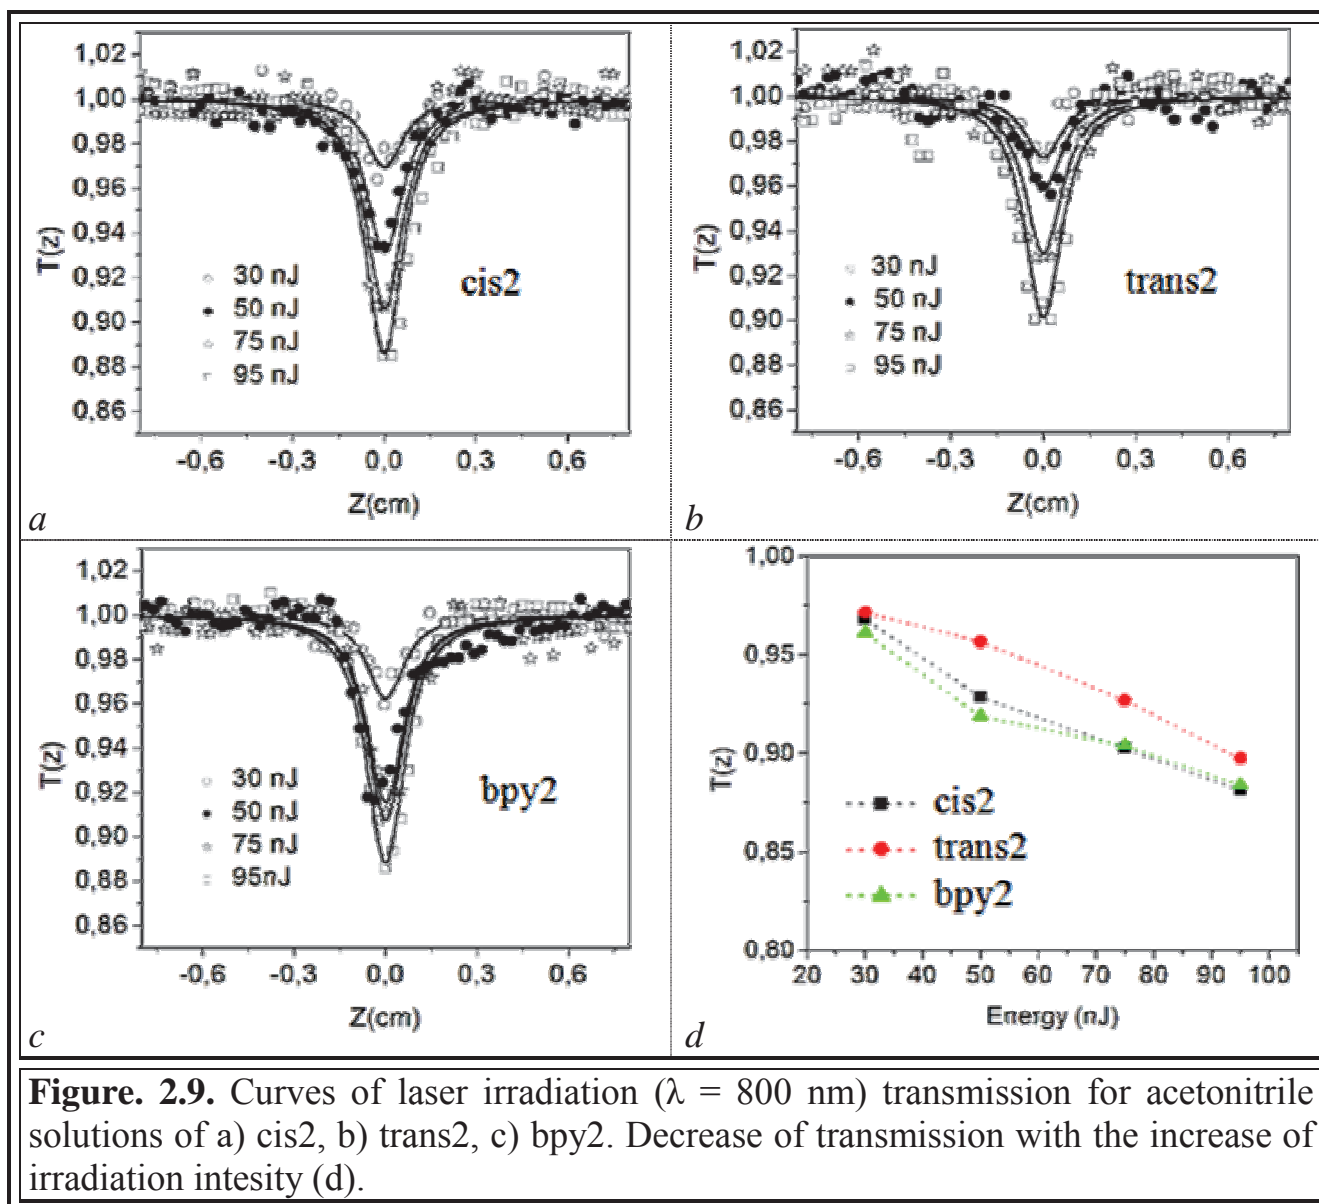 1,02
1,00
0,98
0,96
0,94
0,92
0,90
0,88
0,86
T(z)
30 nJ
50 nJ
75 nJ
95 nJ
cis2
-0,6 -0,3 0,0 0,3 0,6
Z(cm)
a
1,02
1,00
0,98
0,96
0,94
0,92
0,90
0,88
0,86
T(z)
30 nJ
50 nJ
75 nJ
95 nJ
trans2
-0,6 -0,3 0,0 0,3 0,6
Z(cm)
b
1,02
1,00
0,98
0,96
0,94
0,92
0,90
0,88
0,86
T(z)
30 nJ
50 nJ
75 nJ
95nJ
bpy2
-0,6 -0,3 0,0 0,3 0,6
Z(cm)
c
1,00
0,95
0,90
0,85
0,80
T(z)
cis2
trans2
bpy2
20 30 40 50 60 70 80 90 100
Energy (nJ)
d
Figure. 2.9. Curves of laser irradiation (λ = 800 nm) transmission for acetonitrile
solutions of a) cis2, b) trans2, c) bpy2. Decrease of transmission with the increase of
irradiation intesity (d).